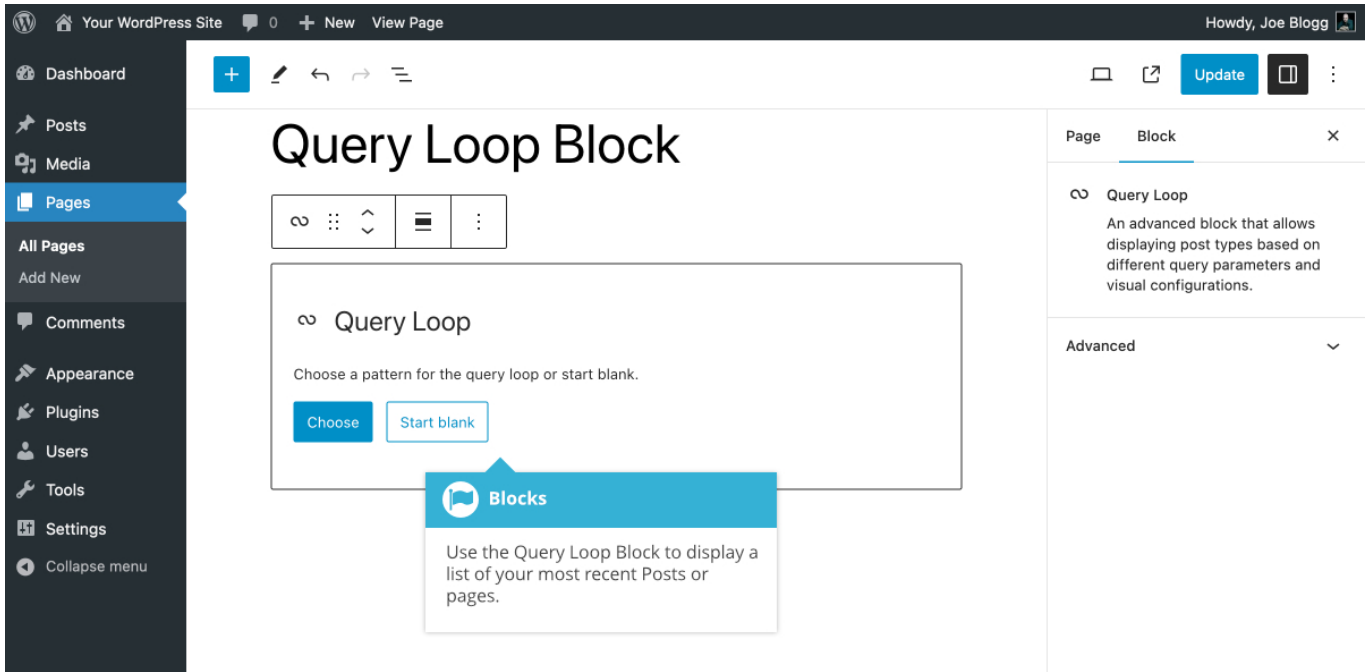 Your WordPress Site 0 New View Page Howdy, Joe Blogg
Dashboard
Posts
Media
Pages
All Pages
Add New
Comments
Appearance
Plugins
Users
Tools
Settings
Collapse menu
Update
Query Loop Block
Query Loop
Choose a pattern for the query loop or start blank.
Choose Start blank
Blocks
Use the Query Loop Block to display a
list of your most recent Posts or
pages.
Page Block
Query Loop
An advanced block that allows
displaying post types based on
different query parameters and
visual configurations.
Advanced